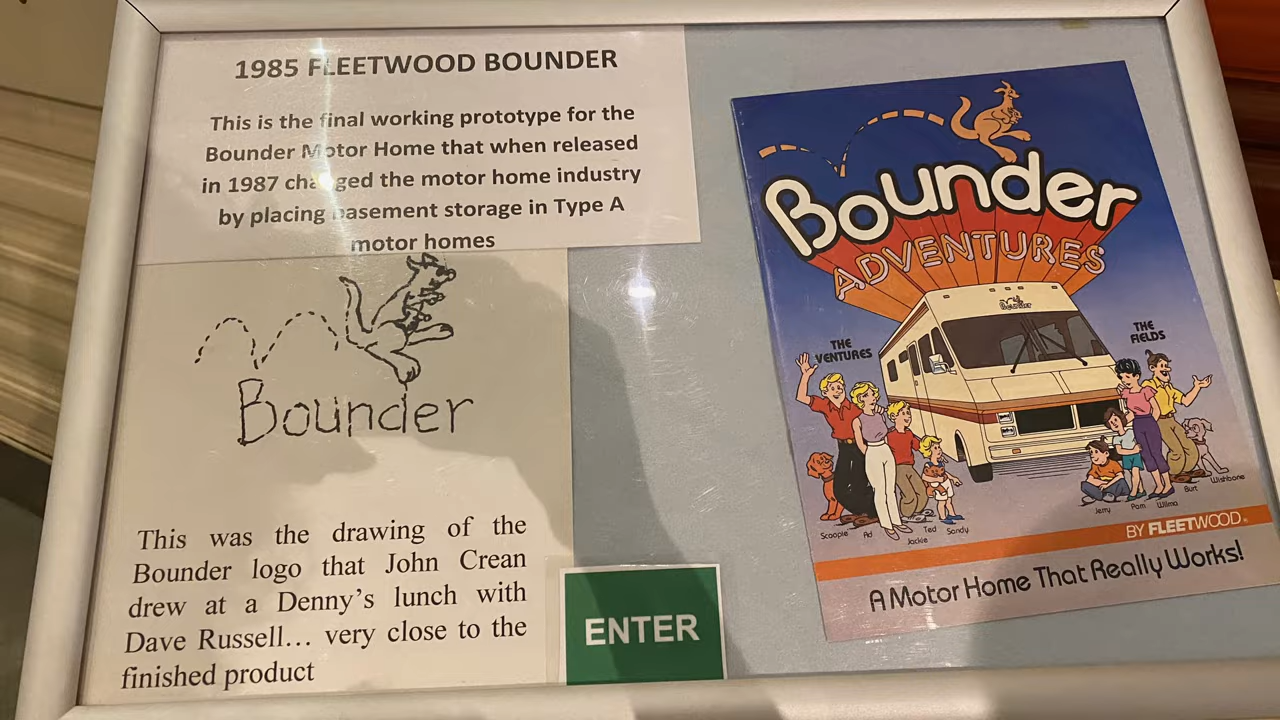 1985 FLEETWOOD BOUNDER
This is the final working prototype for the
Bounder Motor Home that when released
in 1987 changed the motor home industry
by placing basement storage in Type A
motor homes
Bounder
This was the drawing of the
Bounder logo that John Crean
drew at a Denny's lunch with
Dave Russell... very close to the
finished product
ENTER
Bounder
ADVENTURES
Bounder
THE
VENTURES
THE
FIELDS
Scoopie Ad Jackie Ted Sandy
Jerry Pam Wilma Burt Wishbone
BY FLEETWOOD®
A Motor Home That Really Works!